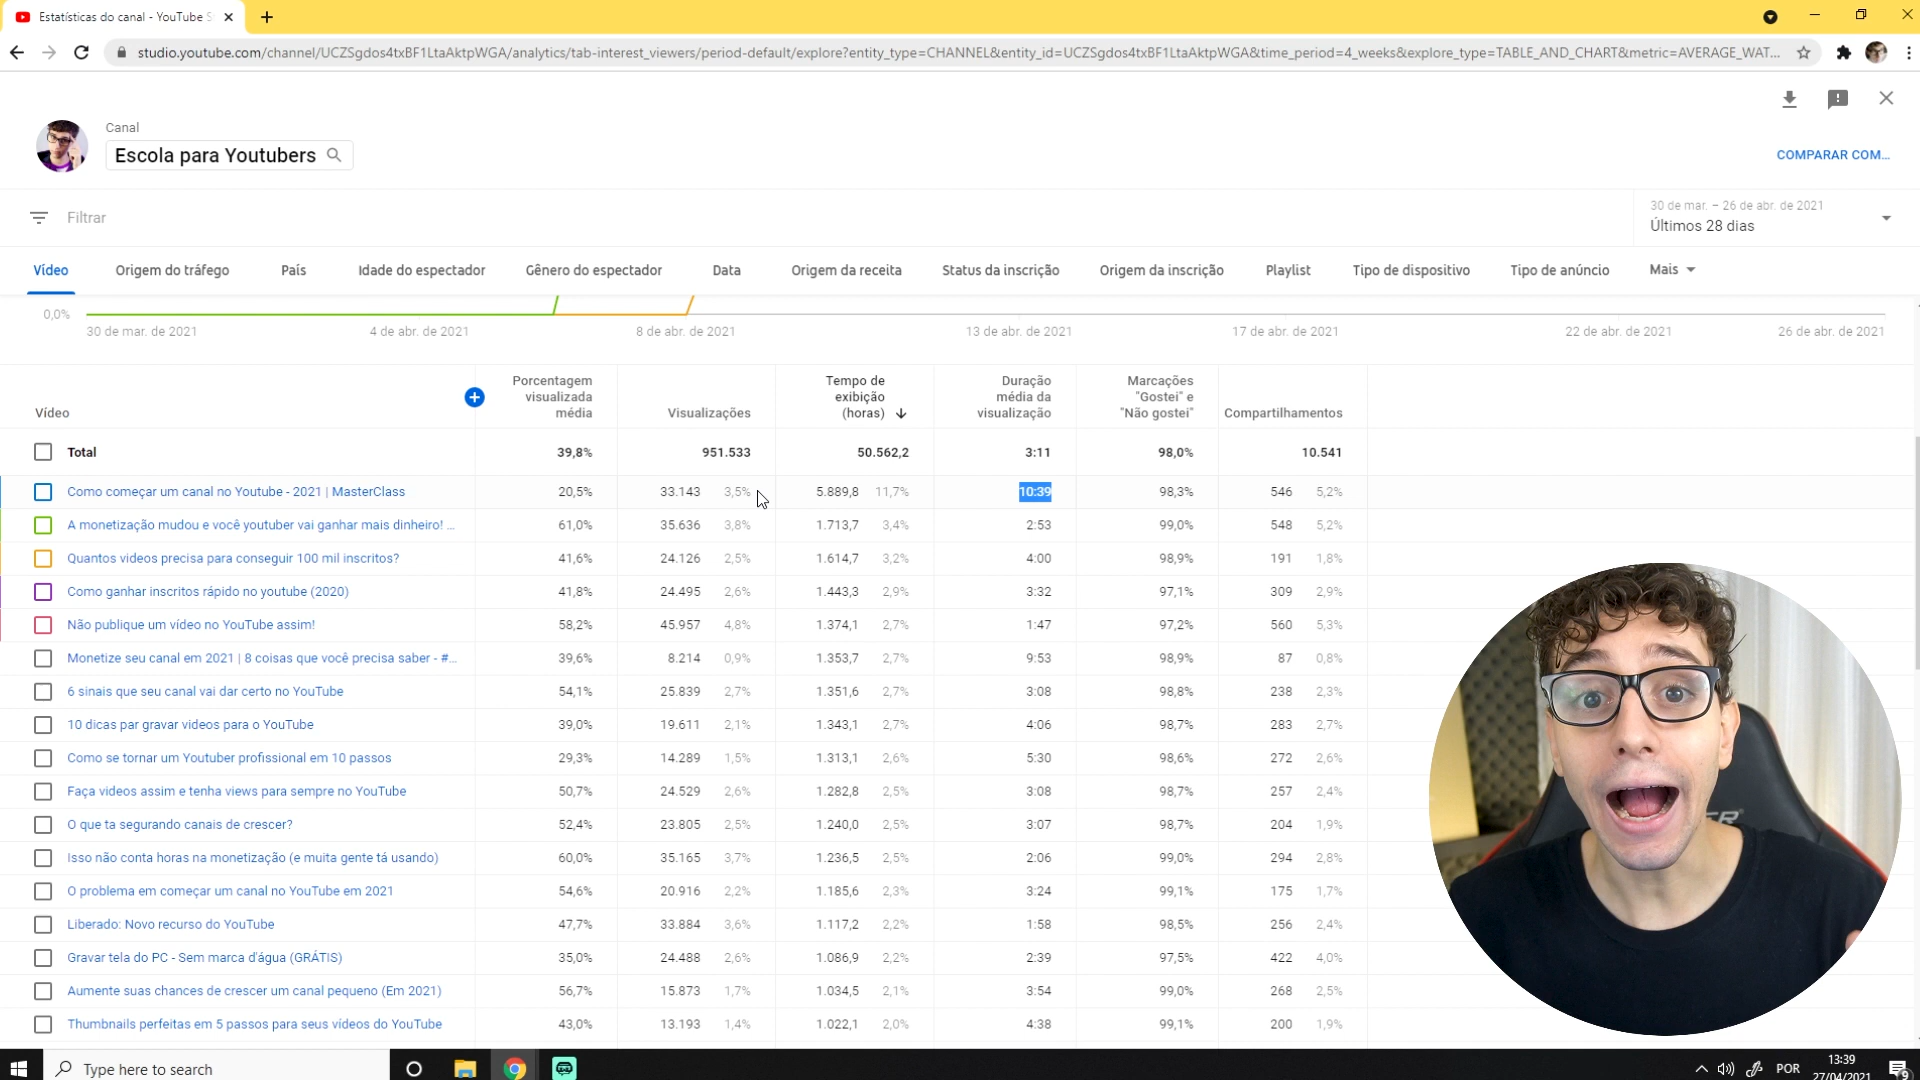 Estatísticas do canal - YouTube S
studio.youtube.com/channel/UCZSgdos4txBF1LtaAktpWGA/analytics/tab-interest_viewers/period-default/explore?entity_type=CHANNEL&entity_id=UCZSgdos4txBF1LtaAktpWGA&time_period=4_weeks&explore_type=TABLE_AND_CHART&metric=AVERAGE_WAT...
Canal
Escola para Youtubers
COMPARAR COM...
Filtrar
30 de mar. – 26 de abr. de 2021
Últimos 28 dias
Vídeo Origem do tráfego País Idade do espectador Gênero do espectador Data Origem da receita Status da inscrição Origem da inscrição Playlist Tipo de dispositivo Tipo de anúncio Mais
0,0%
30 de mar. de 2021 4 de abr. de 2021 8 de abr. de 2021 13 de abr. de 2021 17 de abr. de 2021 22 de abr. de 2021 26 de abr. de 2021
Vídeo
Porcentagem
visualizada
média
Visualizações
Tempo de
exibição
(horas)
Duração
média da
visualização
Marcações
"Gostei" e
"Não gostei"
Compartilhamentos
Total 39,8% 951.533 50.562,2 3:11 98,0% 10.541
Como começar um canal no Youtube - 2021 | MasterClass 20,5% 33.143 3,5% 5.889,8 11,7% 10:39 98,3% 546 5,2%
A monetização mudou e você youtuber vai ganhar mais dinheiro! ... 61,0% 35.636 3,8% 1.713,7 3,4% 2:53 99,0% 548 5,2%
Quantos videos precisa para conseguir 100 mil inscritos? 41,6% 24.126 2,5% 1.614,7 3,2% 4:00 98,9% 191 1,8%
Como ganhar inscritos rápido no youtube (2020) 41,8% 24.495 2,6% 1.443,3 2,9% 3:32 97,1% 309 2,9%
Não publique um vídeo no YouTube assim! 58,2% 45.957 4,8% 1.374,1 2,7% 1:47 97,2% 560 5,3%
Monetize seu canal em 2021 | 8 coisas que você precisa saber - #... 39,6% 8.214 0,9% 1.353,7 2,7% 9:53 98,9% 87 0,8%
6 sinais que seu canal vai dar certo no YouTube 54,1% 25.839 2,7% 1.351,6 2,7% 3:08 98,8% 238 2,3%
10 dicas par gravar videos para o YouTube 39,0% 19.611 2,1% 1.343,1 2,7% 4:06 98,7% 283 2,7%
Como se tornar um Youtuber profissional em 10 passos 29,3% 14.289 1,5% 1.313,1 2,6% 5:30 98,6% 272 2,6%
Faça videos assim e tenha views para sempre no YouTube 50,7% 24.529 2,6% 1.282,8 2,5% 3:08 98,7% 257 2,4%
O que ta segurando canais de crescer? 52,4% 23.805 2,5% 1.240,0 2,5% 3:07 98,7% 204 1,9%
Isso não conta horas na monetização (e muita gente tá usando) 60,0% 35.165 3,7% 1.236,5 2,5% 2:06 99,0% 294 2,8%
O problema em começar um canal no YouTube em 2021 54,6% 20.916 2,2% 1.185,6 2,3% 3:24 99,1% 175 1,7%
Liberado: Novo recurso do YouTube 47,7% 33.884 3,6% 1.117,2 2,2% 1:58 98,5% 256 2,4%
Gravar tela do PC - Sem marca d'água (GRÁTIS) 35,0% 24.488 2,6% 1.086,9 2,2% 2:39 97,5% 422 4,0%
Aumente suas chances de crescer um canal pequeno (Em 2021) 56,7% 15.873 1,7% 1.034,5 2,1% 3:54 99,0% 268 2,5%
Thumbnails perfeitas em 5 passos para seus vídeos do YouTube 43,0% 13.193 1,4% 1.022,1 2,0% 4:38 99,1% 200 1,9%
Type here to search
POR
13:39
27/04/2021
9